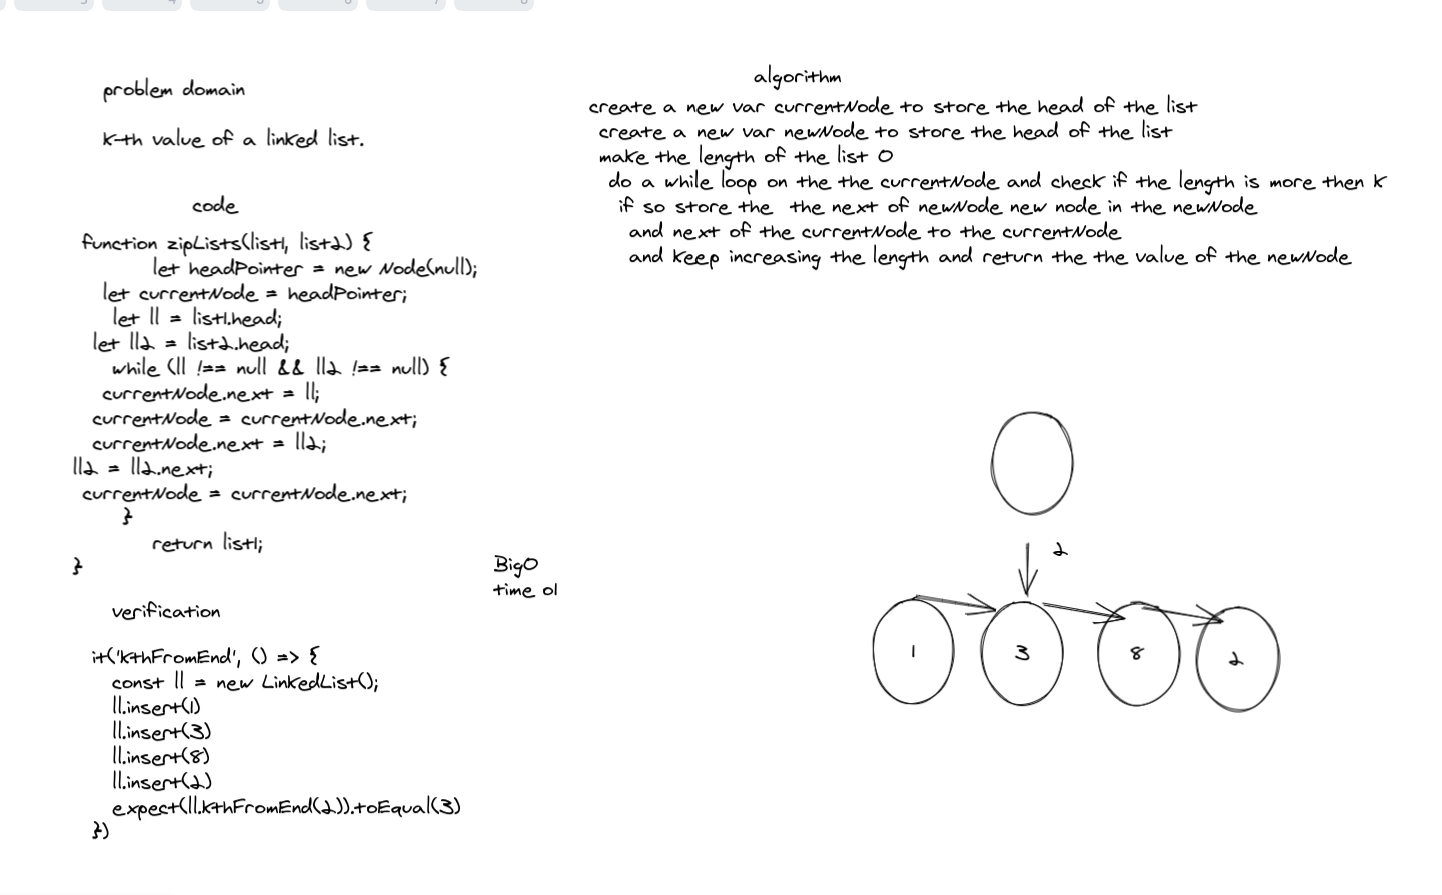 problem domain
k-th value of a linked list.
code
function zipLists(list1, list2) {
let headPointer = new Node(null);
let currentNode = headPointer;
let ll = list1.head;
let ll2 = list2.head;
while (ll !== null && ll2 !== null) {
currentNode.next = ll;
currentNode = currentNode.next;
currentNode.next = ll2;
ll2 = ll2.next;
currentNode = currentNode.next;
}
return list1;
}
BigO
time o1
verification
it('kthFromEnd', () => {
const ll = new LinkedList();
ll.insert(1)
ll.insert(3)
ll.insert(8)
ll.insert(2)
expect(ll.kthFromEnd(2)).toEqual(3)
})
algorithm
create a new var currentNode to store the head of the list
create a new var newNode to store the head of the list
make the length of the list 0
do a while loop on the the currentNode and check if the length is more then k
if so store the the next of newNode new node in the newNode
and next of the currentNode to the currentNode
and keep increasing the length and return the the value of the newNode
2
1 3 8 2